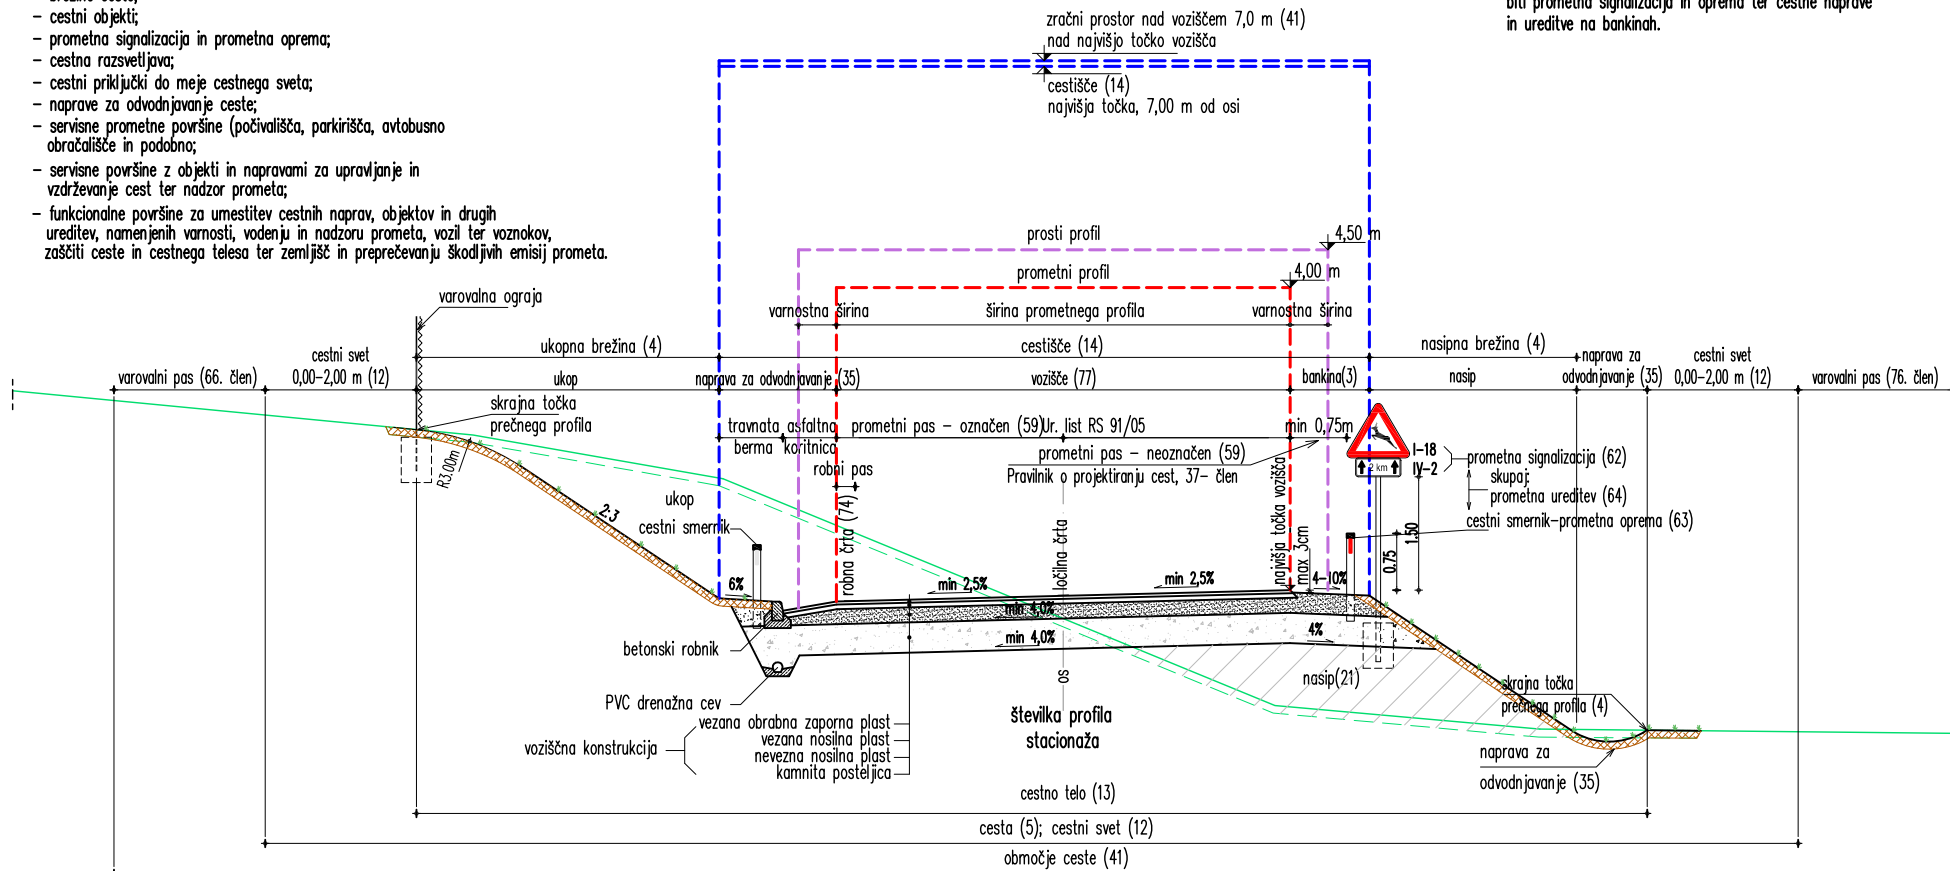 – cestni objekti;
– prometna signalizacija in prometna oprema;
– cestna razsvetljava;
– cestni priključki do meje cestnega sveta;
– naprave za odvodnjavanje ceste;
– servisne prometne površine (počivališča, parkirišča, avtobusno
obračališče in podobno;
– servisne površine z objekti in napravami za upravljanje in
vzdrževanje cest ter nadzor prometa;
– funkcionalne površine za umestitev cestnih naprav, objektov in drugih
ureditev, namenjenih varnosti, vodenju in nadzoru prometa, vozil ter voznokov,
zaščiti ceste in cestnega telesa ter zemljišč in preprečevanju škodljivih emisij prometa.
biti prometna signalizacija in oprema ter cestne naprave
in ureditve na bankinah.
zračni prostor nad voziščem 7,0 m (41)
nad najvišjo točko vozišča
cestišče (14)
najvišja točka, 7,00 m od osi
prosti profil
4,50 m
prometni profil
4,00 m
varovalna ograja
varnostna širina
širina prometnega profila
varnostna širina
ukopna brežina (4)
cestišče (14)
nasipna brežina (4)
cestni svet
0,00–2,00 m (12)
naprava za
odvodnjavanje (35)
cestni svet
0,00–2,00 m (12)
varovalni pas (66. člen)
ukop
naprava za odvodnjavanje (35)
vozišče (77)
bankina(3)
nasip
varovalni pas (76. člen)
skrajna točka
prečnega profila
travnata
berma
asfaltna
koritnica
prometni pas – označen (59)
Ur. list RS 91/05
min 0,75m
prometni pas – neoznačen (59)
Pravilnik o projektiranju cest, 37– člen
robni pas
R3.00m
2:3
ukop
cestni smernik
robna črta (74)
ločilna črta
najvišja točka vozišča
max 3cm
2 km
I–18
IV–2
prometna signalizacija (62)
skupaj:
prometna ureditev (64)
cestni smernik–prometna oprema (63)
1.50
0.75
6%
min 2,5%
min 2,5%
4–10%
min 4,0%
min 4,0%
4%
betonski robnik
PVC drenažna cev
os
nasip(21)
skrajna točka
prečnega profila (4)
številka profila
stacionaža
voziščna konstrukcija
vezana obrabna zaporna plast
vezana nosilna plast
nevezna nosilna plast
kamnita posteljica
naprava za
odvodnjavanje (35)
cestno telo (13)
cesta (5); cestni svet (12)
območje ceste (41)